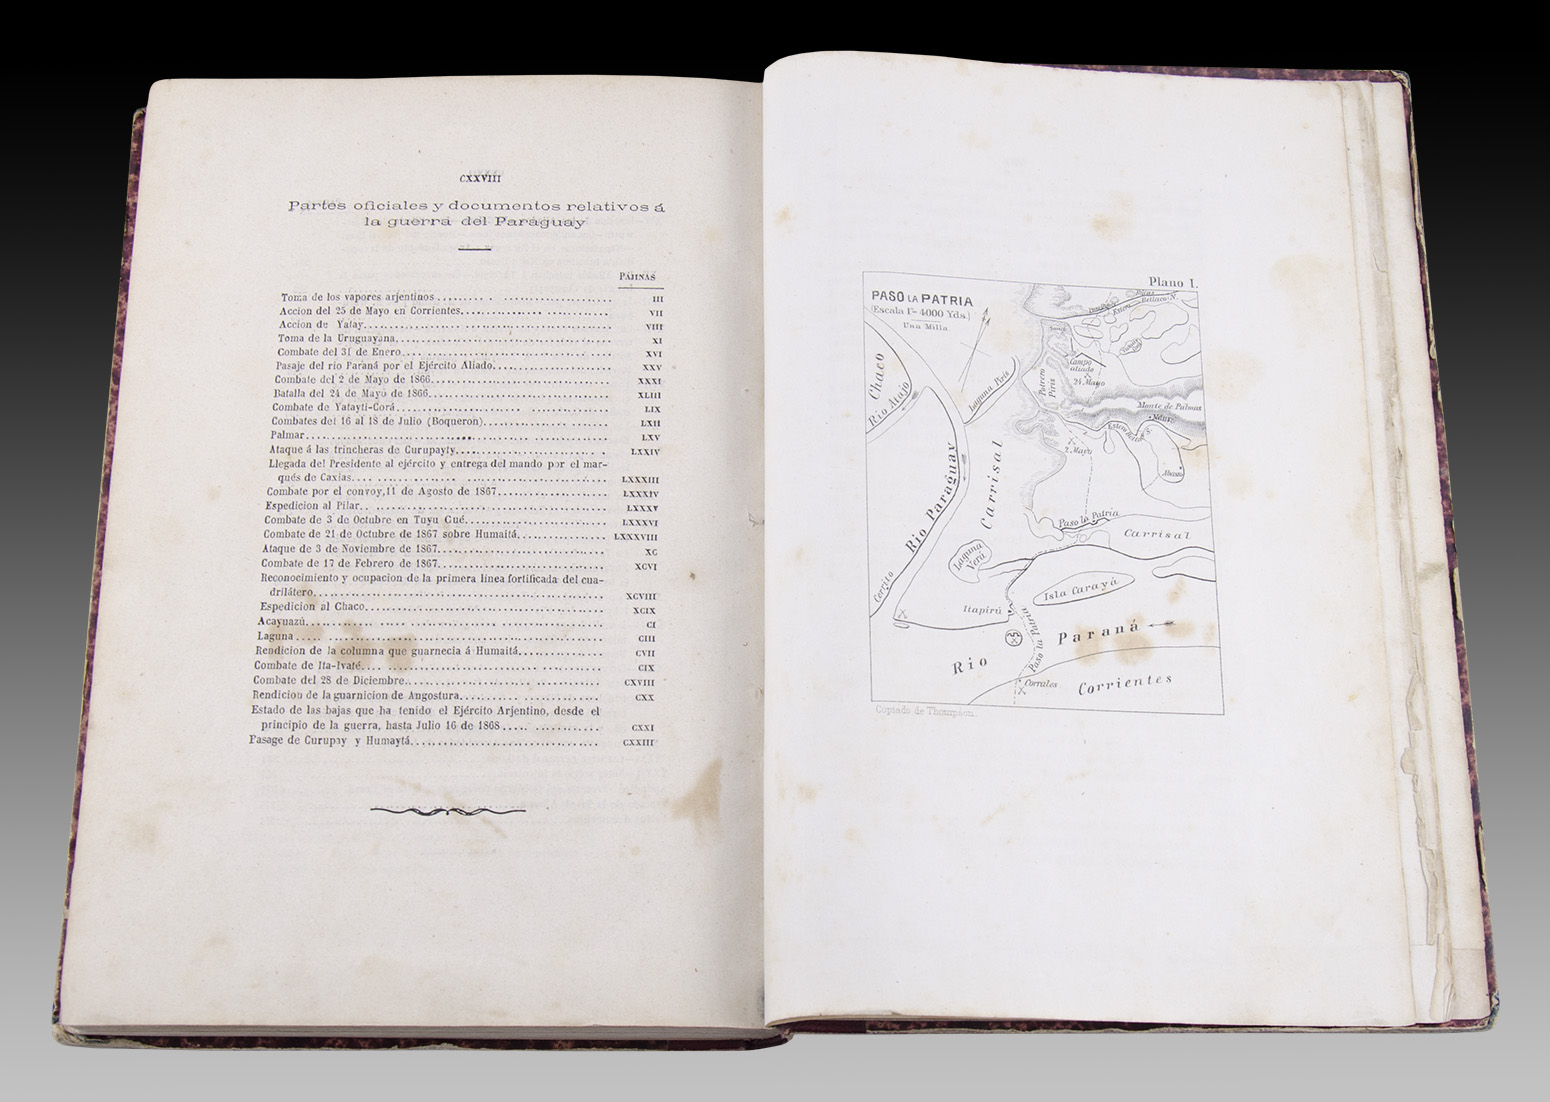 CXXVIII
Partes oficiales y documentos relativos á
la guerra del Paraguay
PÁJINAS
Toma de los vapores arjentinos III
Accion del 25 de Mayo en Corrientes VII
Accion de Yatay VIII
Toma de la Uruguayana XI
Combate del 31 de Enero XVI
Pasaje del rio Paraná por el Ejército Aliado XXV
Combate del 2 de Mayo de 1866 XXXI
Batalla del 24 de Mayo de 1866 XLIII
Combate de Yatayti-Corá LIX
Combates del 16 al 18 de Julio (Boqueron) LXII
Palmar LXV
Ataque á las trincheras de Curupayty LXXIV
Llegada del Presidente al ejército y entrega del mando por el mar-
qués de Caxias LXXXIII
Combate por el convoy, 11 de Agosto de 1867 LXXXIV
Espedicion al Pilar LXXXV
Combate de 3 de Octubre en Tuyu Cué LXXXVI
Combate de 21 de Octubre de 1867 sobre Humaitá LXXXVIII
Ataque de 3 de Noviembre de 1867 XC
Combate de 17 de Febrero de 1867 XCVI
Reconocimiento y ocupacion de la primera línea fortificada del cua-
drilátero XCVIII
Espedicion al Chaco XCIX
Acayuazú CI
Laguna CIII
Rendicion de la columna que guarnecia á Humaitá CVII
Combate de Ita-Ivaté CIX
Combate del 28 de Diciembre CXVIII
Rendicion de la guarnicion de Angostura CXX
Estado de las bajas que ha tenido el Ejército Arjentino, desde el
principio de la guerra, hasta Julio 16 de 1868 CXXI
Pasage de Curupay y Humaytá CXXIII
Plano I.
PASO LA PATRIA
(Escala 1"= 4000 Yds.)
Una Milla
Chaco
Rio Atajo
Laguna Piris
Potrero
Piris
Campo
aliado
24. Mayo
Monte de Palmas
2. Mayo
Rio Paraguay
Carrisal
Paso la Patria
Carrisal
Laguna
Verá
Cerrito
Itapirú
Isla Carayá
Paso la Patria
Rio Paraná
Corrales
Corrientes
Copiado de Thompson